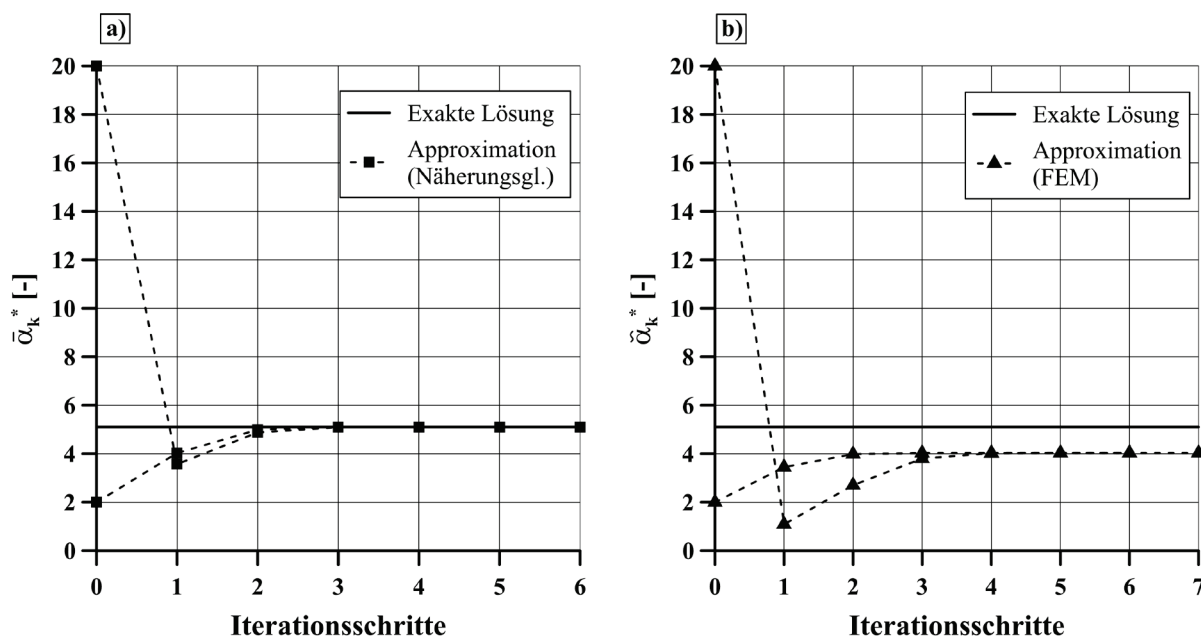 a)
20
18
16
14
12
10
8
6
4
2
0
ᾱk* [-]
Exakte Lösung
Approximation
(Näherungsgl.)
0 1 2 3 4 5 6
Iterationsschritte
b)
20
18
16
14
12
10
8
6
4
2
0
α̂k* [-]
Exakte Lösung
Approximation
(FEM)
0 1 2 3 4 5 6 7
Iterationsschritte